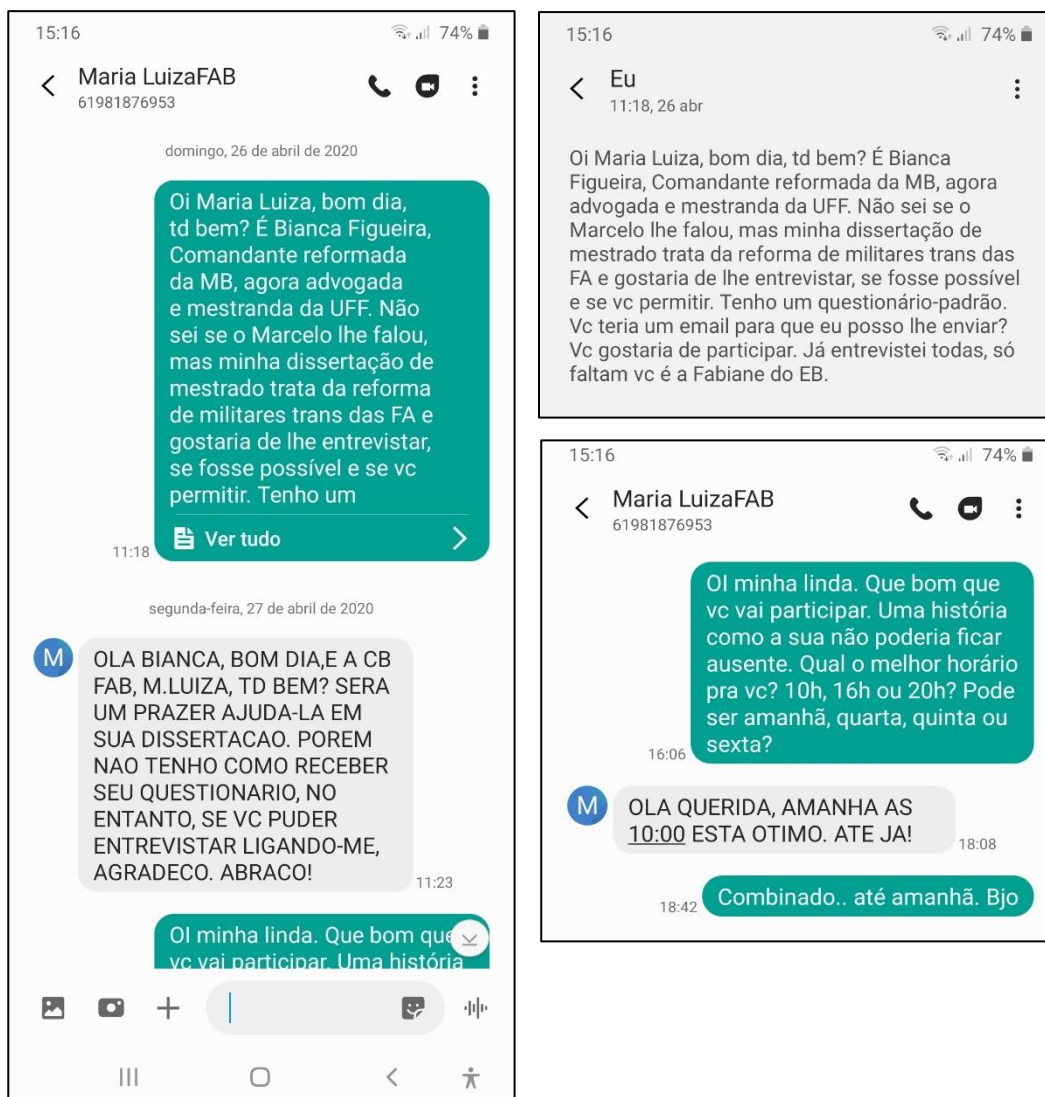 15:16
74%
Maria LuizaFAB
61981876953
domingo, 26 de abril de 2020
Oi Maria Luiza, bom dia,
td bem? É Bianca Figueira,
Comandante reformada
da MB, agora advogada
e mestranda da UFF. Não
sei se o Marcelo lhe falou,
mas minha dissertação de
mestrado trata da reforma
de militares trans das FA e
gostaria de lhe entrevistar,
se fosse possível e se vc
permitir. Tenho um
Ver tudo
11:18
segunda-feira, 27 de abril de 2020
M
OLA BIANCA, BOM DIA,E A CB
FAB, M.LUIZA, TD BEM? SERA
UM PRAZER AJUDA-LA EM
SUA DISSERTACAO. POREM
NAO TENHO COMO RECEBER
SEU QUESTIONARIO, NO
ENTANTO, SE VC PUDER
ENTREVISTAR LIGANDO-ME,
AGRADECO. ABRACO!
11:23
OI minha linda. Que bom que
vc vai participar. Uma história
15:16
74%
Eu
11:18, 26 abr
Oi Maria Luiza, bom dia, td bem? É Bianca
Figueira, Comandante reformada da MB, agora
advogada e mestranda da UFF. Não sei se o
Marcelo lhe falou, mas minha dissertação de
mestrado trata da reforma de militares trans das
FA e gostaria de lhe entrevistar, se fosse possível
e se vc permitir. Tenho um questionário-padrão.
Vc teria um email para que eu posso lhe enviar?
Vc gostaria de participar. Já entrevistei todas, só
faltam vc é a Fabiane do EB.
15:16
74%
Maria LuizaFAB
61981876953
OI minha linda. Que bom que
vc vai participar. Uma história
como a sua não poderia ficar
ausente. Qual o melhor horário
pra vc? 10h, 16h ou 20h? Pode
ser amanhã, quarta, quinta ou
sexta?
16:06
M
OLA QUERIDA, AMANHA AS
10:00 ESTA OTIMO. ATE JA!
18:08
Combinado.. até amanhã. Bjo
18:42